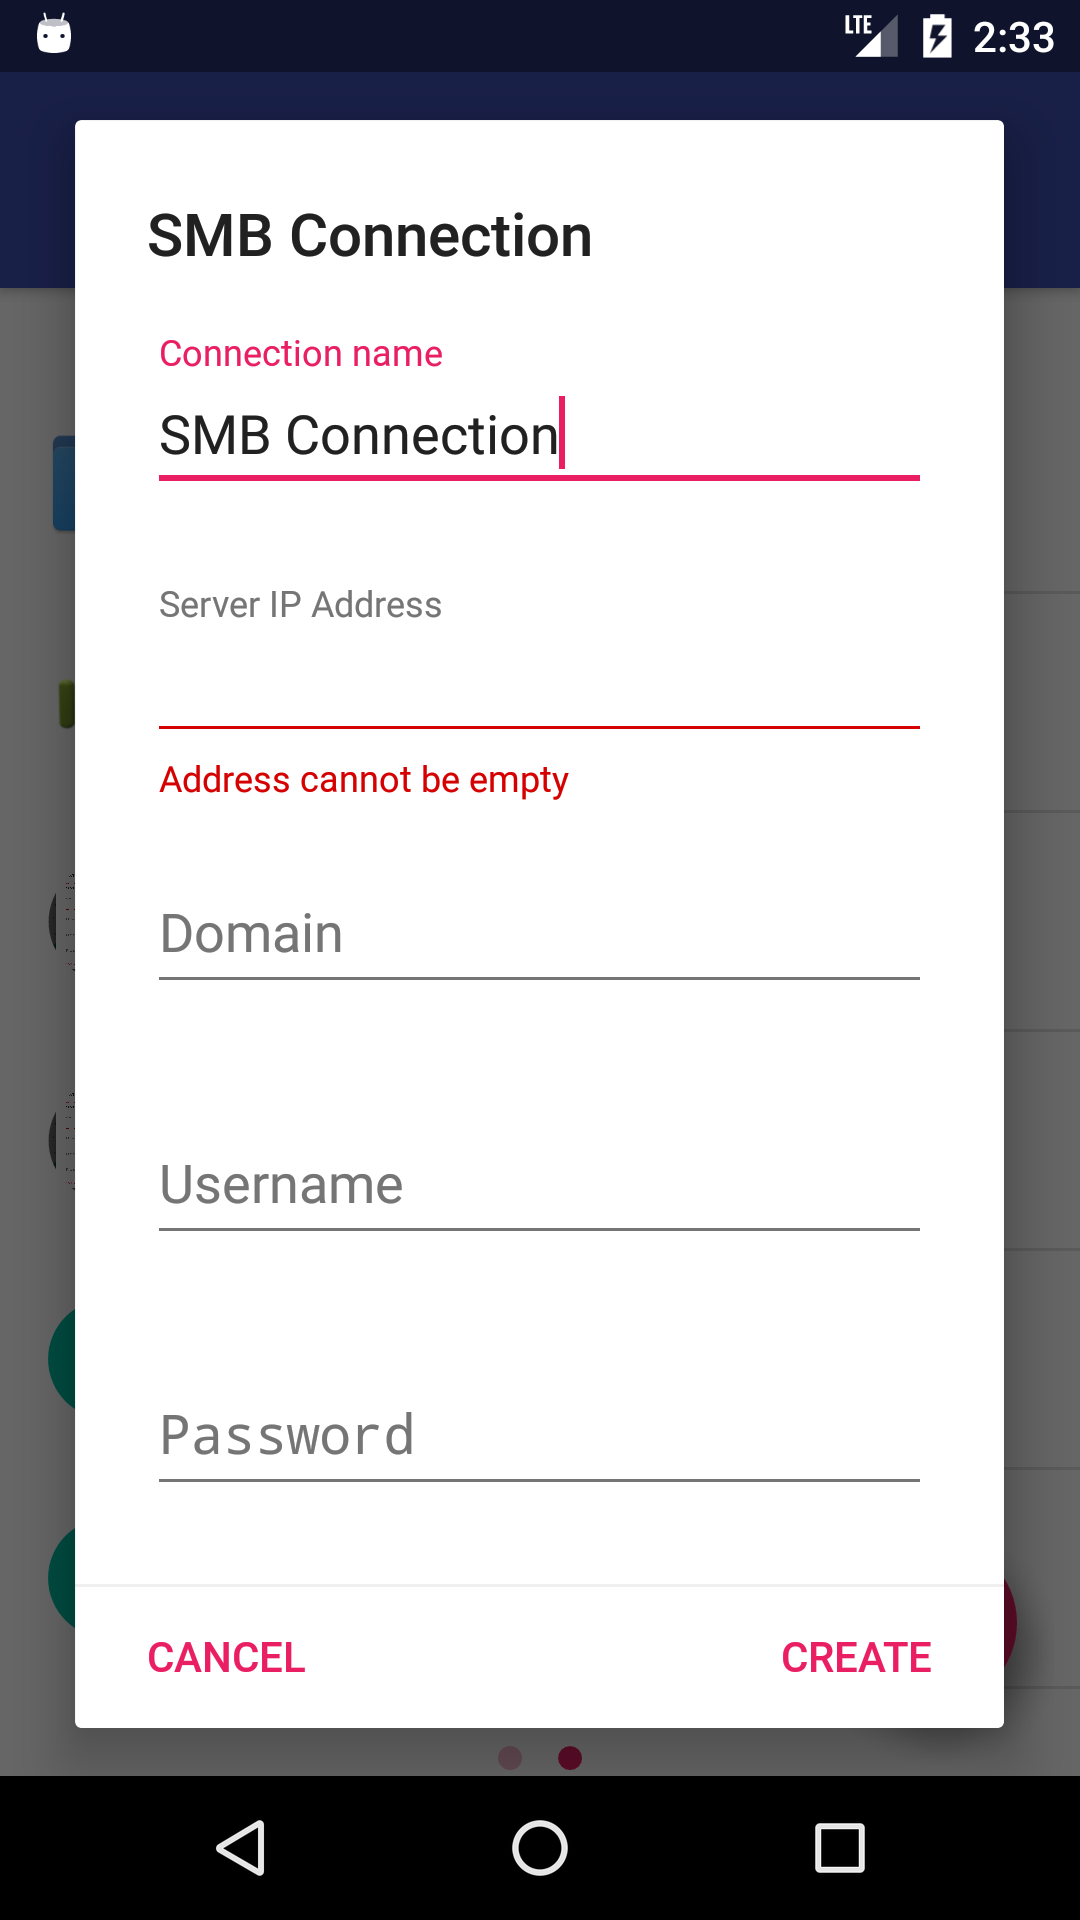 LTE 2:33
SMB Connection
Connection name
SMB Connection
Server IP Address
Address cannot be empty
Domain
Username
Password
CANCEL CREATE